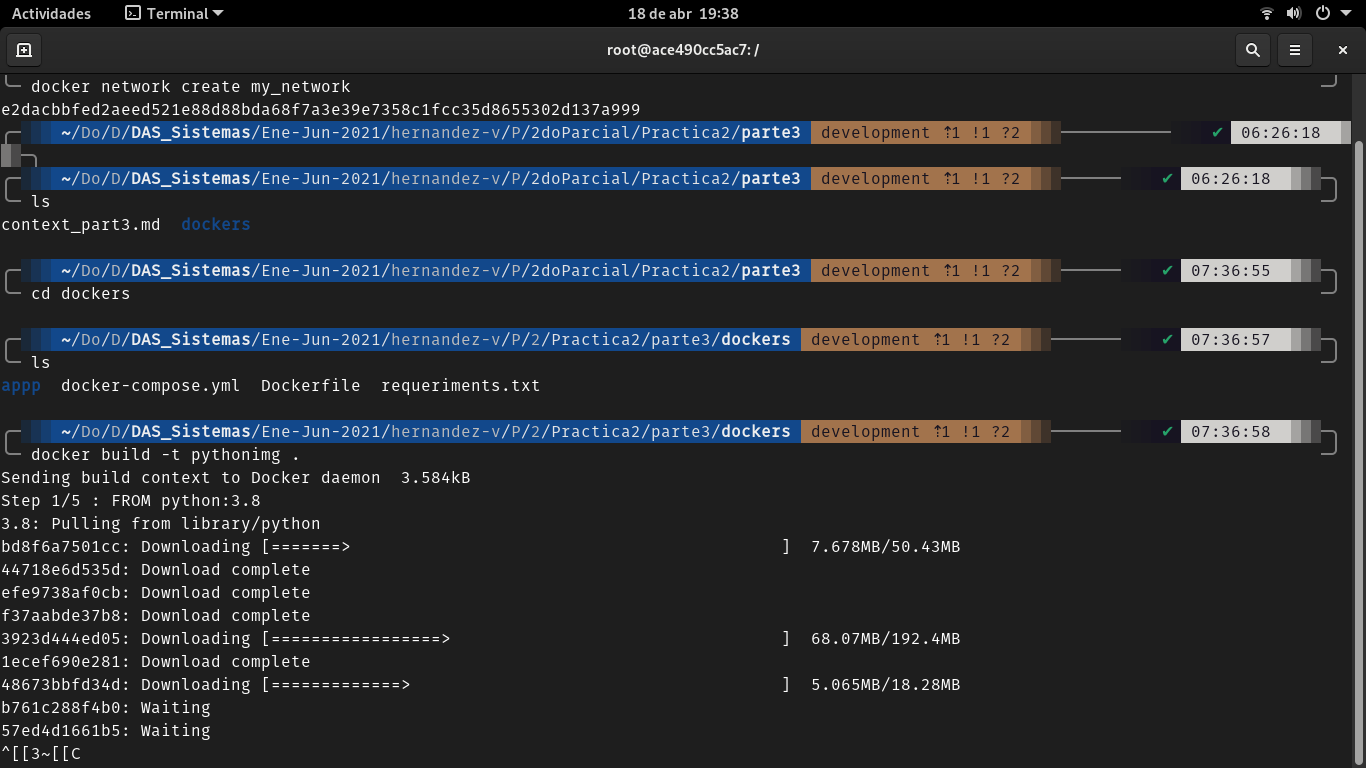 Actividades Terminal 18 de abr 19:38
root@ace490cc5ac7: /
docker network create my_network
e2dacbbfed2aeed521e88d88bda68f7a3e39e7358c1fcc35d8655302d137a999
~/Do/D/DAS_Sistemas/Ene-Jun-2021/hernandez-v/P/2doParcial/Practica2/parte3 development ⇡1 !1 ?2 ✔ 06:26:18
~/Do/D/DAS_Sistemas/Ene-Jun-2021/hernandez-v/P/2doParcial/Practica2/parte3 development ⇡1 !1 ?2 ✔ 06:26:18
ls
context_part3.md dockers
~/Do/D/DAS_Sistemas/Ene-Jun-2021/hernandez-v/P/2doParcial/Practica2/parte3 development ⇡1 !1 ?2 ✔ 07:36:55
cd dockers
~/Do/D/DAS_Sistemas/Ene-Jun-2021/hernandez-v/P/2/Practica2/parte3/dockers development ⇡1 !1 ?2 ✔ 07:36:57
ls
appp docker-compose.yml Dockerfile requeriments.txt
~/Do/D/DAS_Sistemas/Ene-Jun-2021/hernandez-v/P/2/Practica2/parte3/dockers development ⇡1 !1 ?2 ✔ 07:36:58
docker build -t pythonimg .
Sending build context to Docker daemon  3.584kB
Step 1/5 : FROM python:3.8
3.8: Pulling from library/python
bd8f6a7501cc: Downloading [=======>                                           ]  7.678MB/50.43MB
44718e6d535d: Download complete
efe9738af0cb: Download complete
f37aabde37b8: Download complete
3923d444ed05: Downloading [=================>                                 ]  68.07MB/192.4MB
1ecef690e281: Download complete
48673bbfd34d: Downloading [=============>                                     ]  5.065MB/18.28MB
b761c288f4b0: Waiting
57ed4d1661b5: Waiting
^[[3~[[C